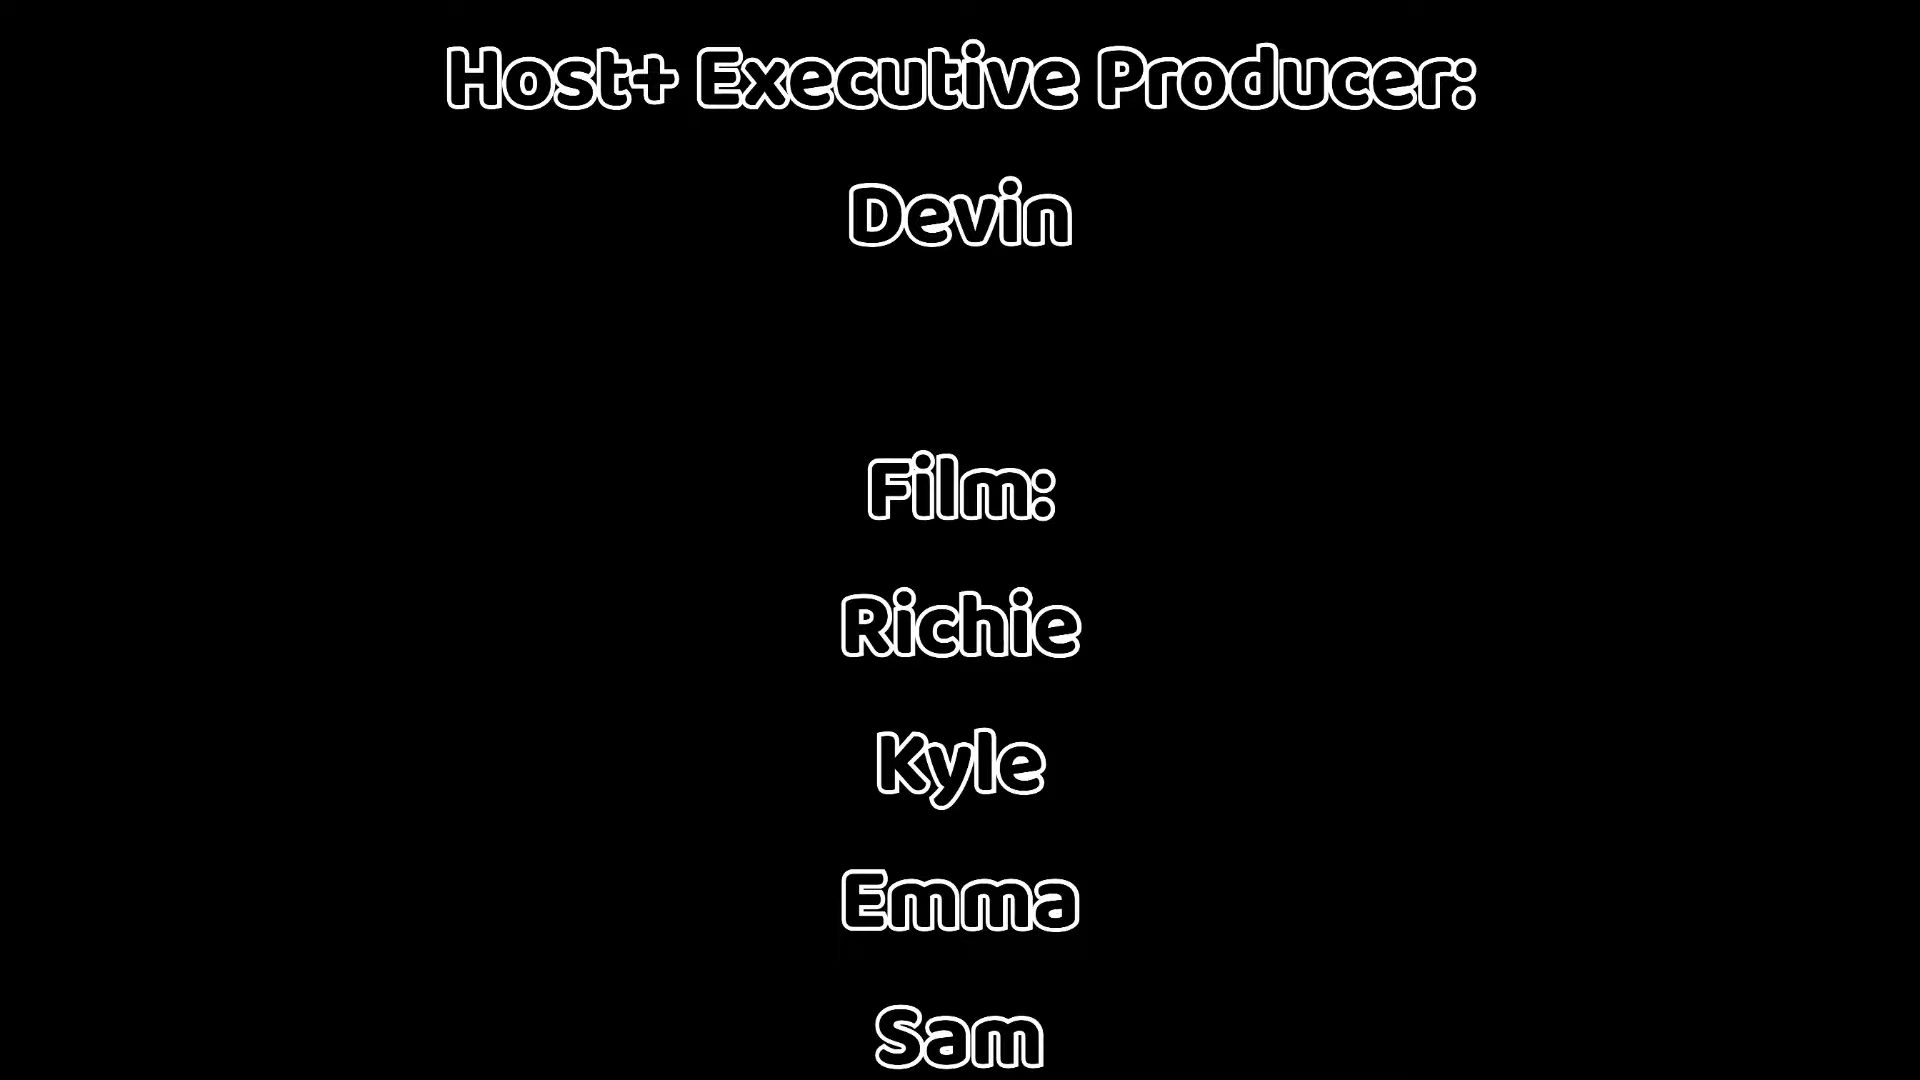 Host+ Executive Producer:
Devin
Film:
Richie
Kyle
Emma
Sam